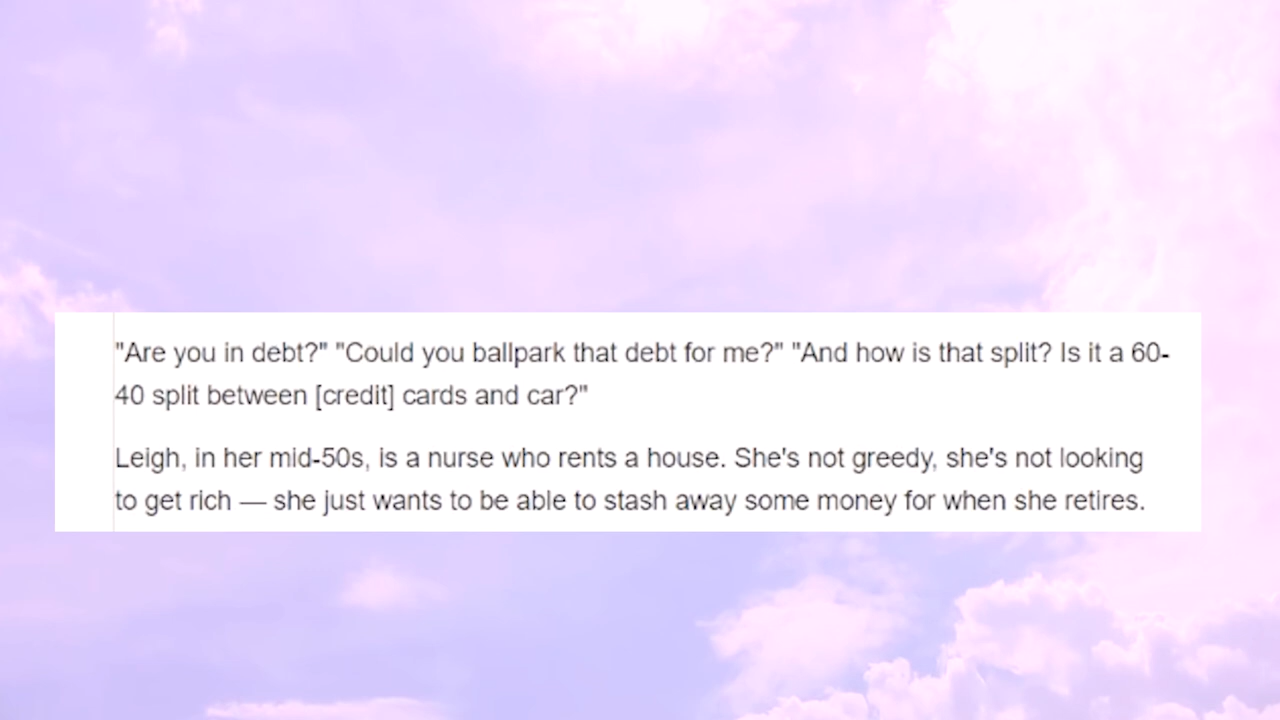 "Are you in debt?" "Could you ballpark that debt for me?" "And how is that split? Is it a 60-
40 split between [credit] cards and car?"
Leigh, in her mid-50s, is a nurse who rents a house. She's not greedy, she's not looking
to get rich — she just wants to be able to stash away some money for when she retires.